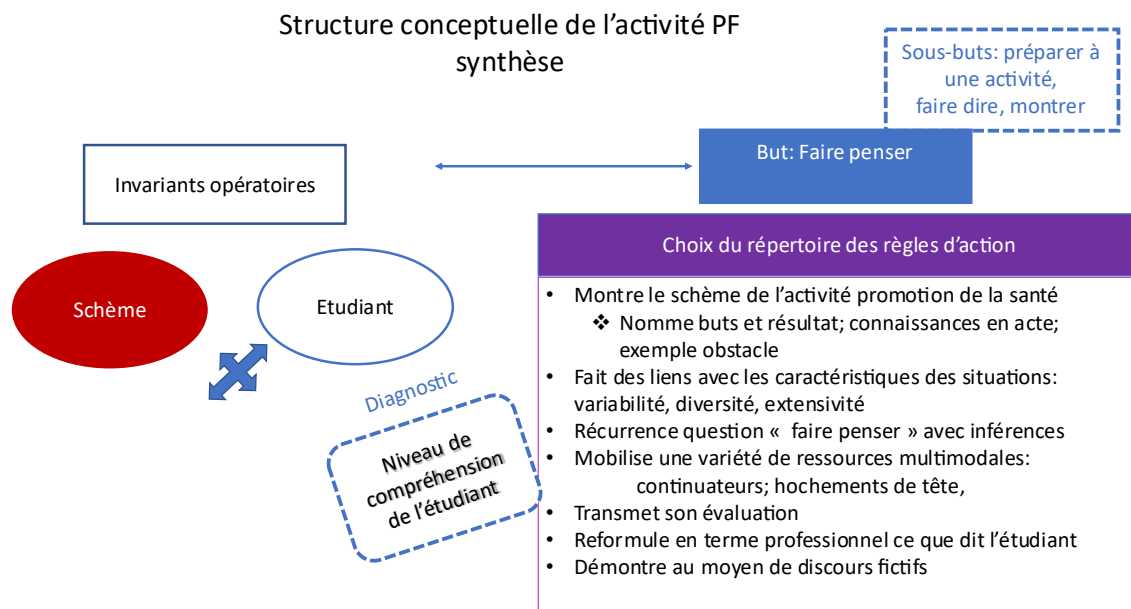 Structure conceptuelle de l'activité PF
synthèse
Sous-buts: préparer à
une activité,
faire dire, montrer
But: Faire penser
Invariants opératoires
Choix du répertoire des règles d'action
Schème
Etudiant
Diagnostic
Niveau de
compréhension
de l'étudiant
• Montre le schème de l'activité promotion de la santé
❖ Nomme buts et résultat; connaissances en acte;
exemple obstacle
• Fait des liens avec les caractéristiques des situations:
variabilité, diversité, extensivité
• Récurrence question « faire penser » avec inférences
• Mobilise une variété de ressources multimodales:
continuateurs; hochements de tête,
• Transmet son évaluation
• Reformule en terme professionnel ce que dit l'étudiant
• Démontre au moyen de discours fictifs